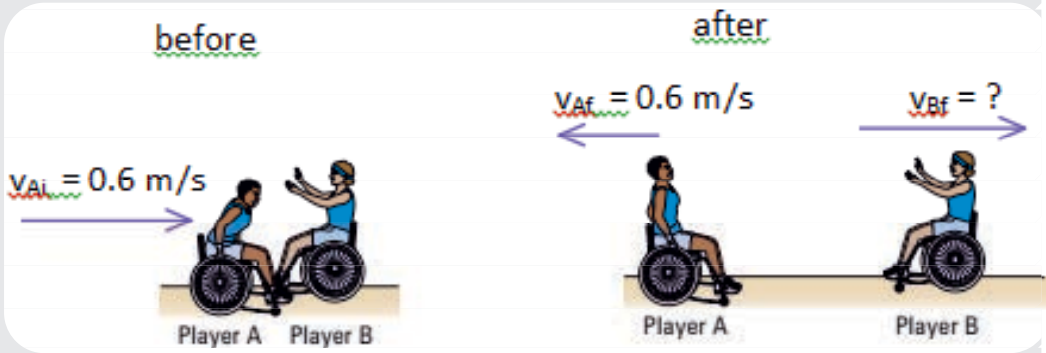 before
after
vAf = 0.6 m/s
vBf = ?
vAi = 0.6 m/s
Player A
Player B
Player A
Player B